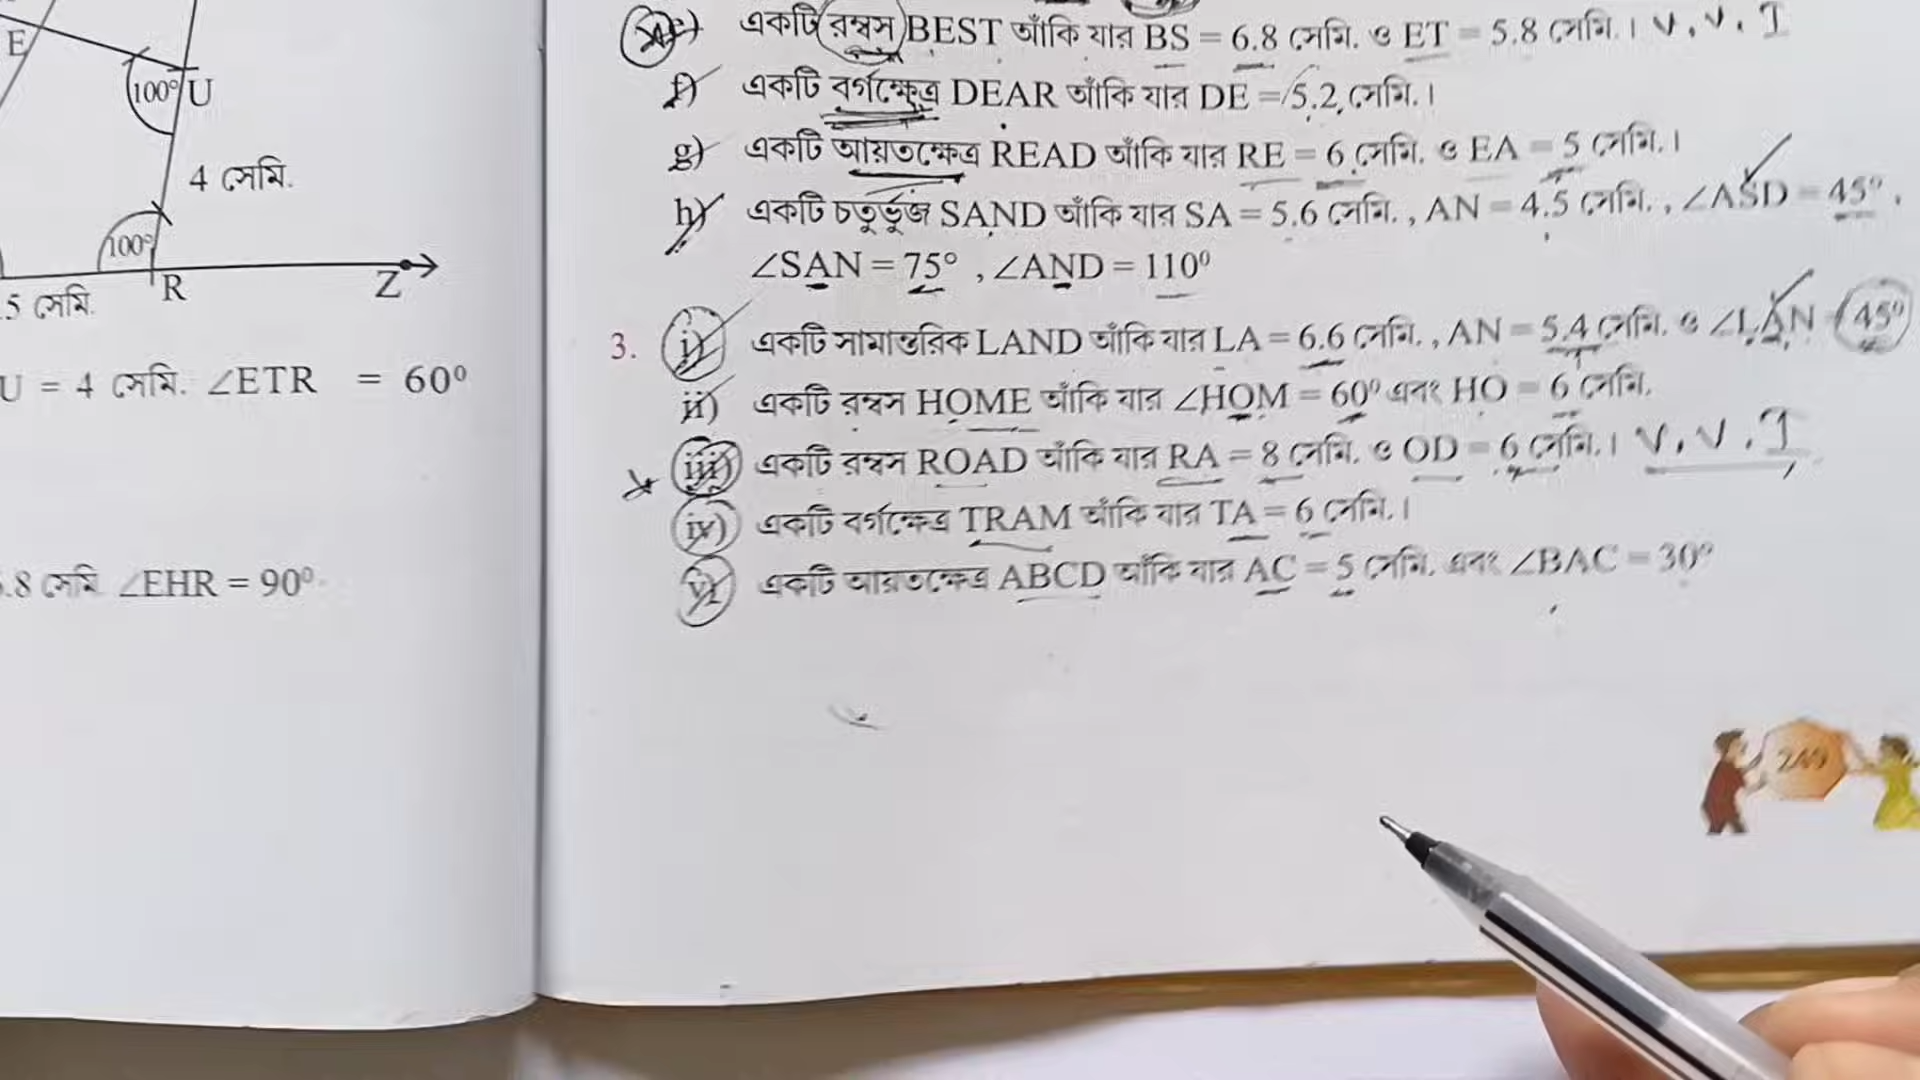 E
100° U
4 সেমি.
100°
R
Z
5 সেমি.
U = 4 সেমি. ∠ETR = 60⁰
.8 সেমি ∠EHR = 90⁰
e) একটি রম্বস BEST আঁকি যার BS = 6.8 সেমি. ও ET = 5.8 সেমি.। V.V.I
f) একটি বর্গক্ষেত্র DEAR আঁকি যার DE = 5.2 সেমি.।
g) একটি আয়তক্ষেত্র READ আঁকি যার RE = 6 সেমি. ও EA = 5 সেমি.।
h) একটি চতুর্ভুজ SAND আঁকি যার SA = 5.6 সেমি. , AN = 4.5 সেমি. , ∠ASD = 45⁰ ,
∠SAN = 75° , ∠AND = 110⁰
3. i) একটি সামান্তরিক LAND আঁকি যার LA = 6.6 সেমি. , AN = 5.4 সেমি. ও ∠LAN 45⁰
ii) একটি রম্বস HOME আঁকি যার ∠HOM = 60⁰ এবং HO = 6 সেমি.
iii) একটি রম্বস ROAD আঁকি যার RA = 8 সেমি. ও OD = 6 সেমি.। V.V.I
iv) একটি বর্গক্ষেত্র TRAM আঁকি যার TA = 6 সেমি.।
v) একটি আয়তক্ষেত্র ABCD আঁকি যার AC = 5 সেমি. এবং ∠BAC = 30⁰
249